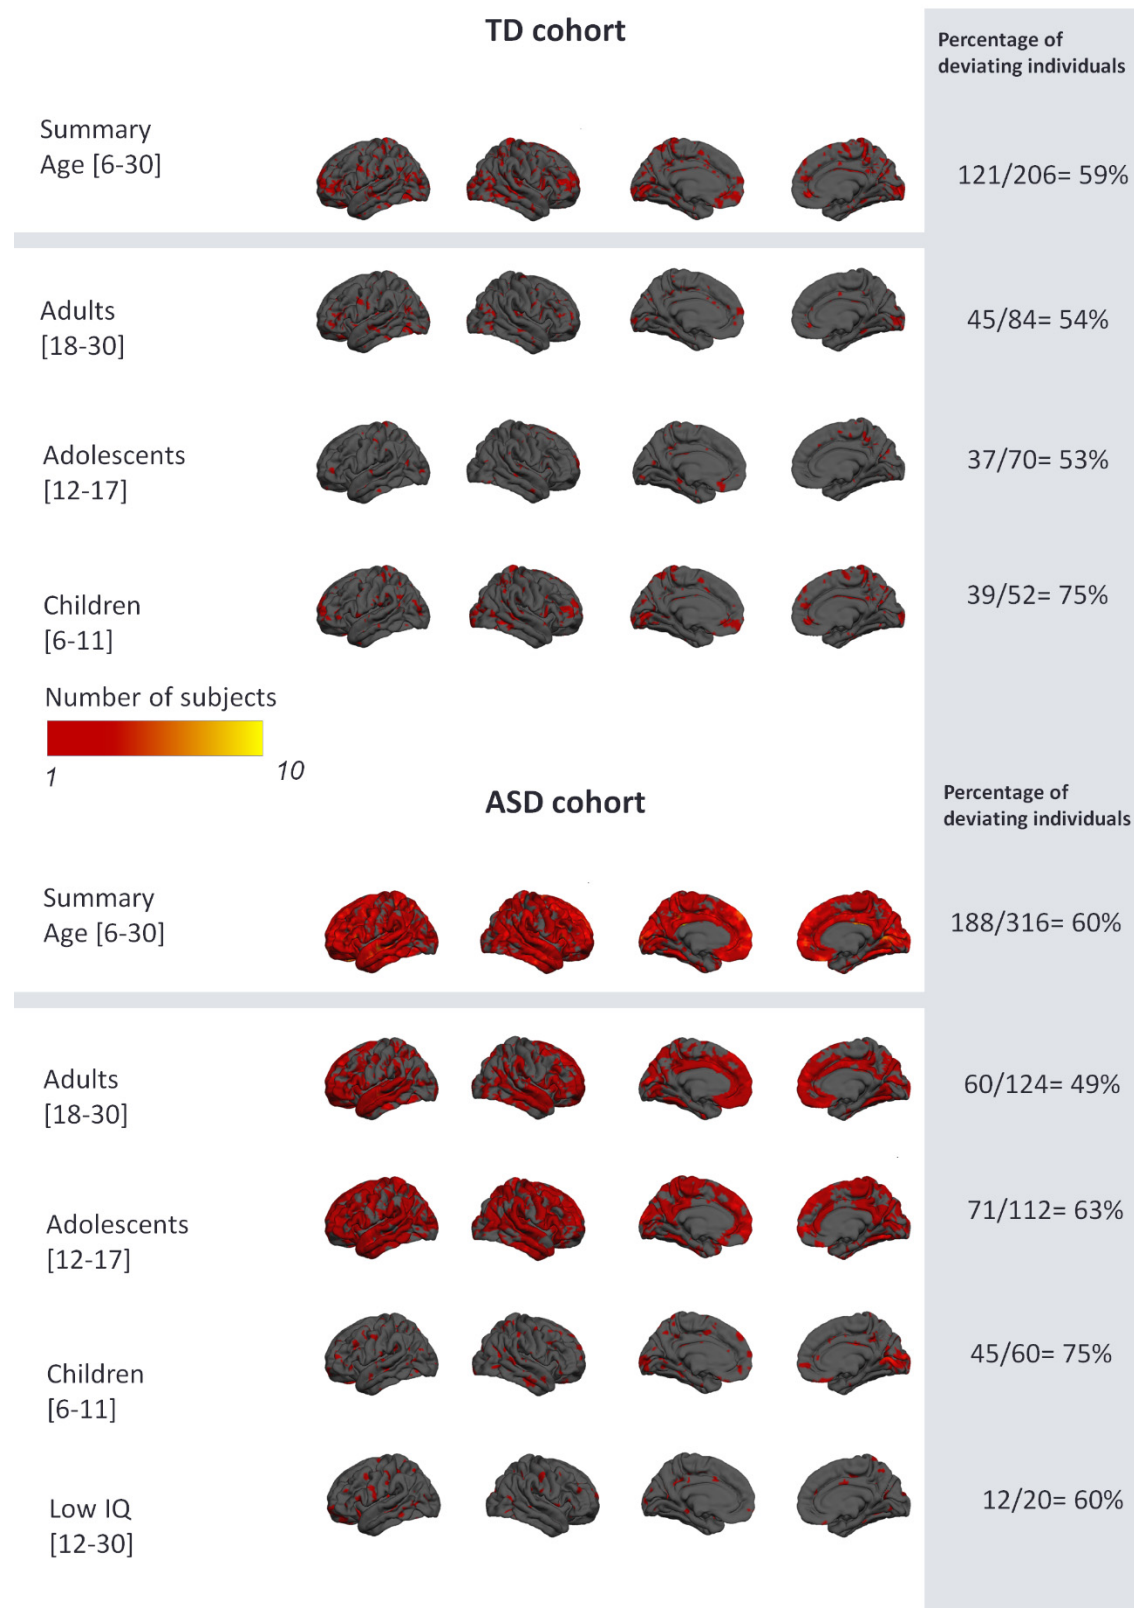 TD cohort
Percentage of
deviating individuals
Summary
Age [6-30]
121/206= 59%
Adults
[18-30]
45/84= 54%
Adolescents
[12-17]
37/70= 53%
Children
[6-11]
39/52= 75%
Number of subjects
1
10
ASD cohort
Percentage of
deviating individuals
Summary
Age [6-30]
188/316= 60%
Adults
[18-30]
60/124= 49%
Adolescents
[12-17]
71/112= 63%
Children
[6-11]
45/60= 75%
Low IQ
[12-30]
12/20= 60%